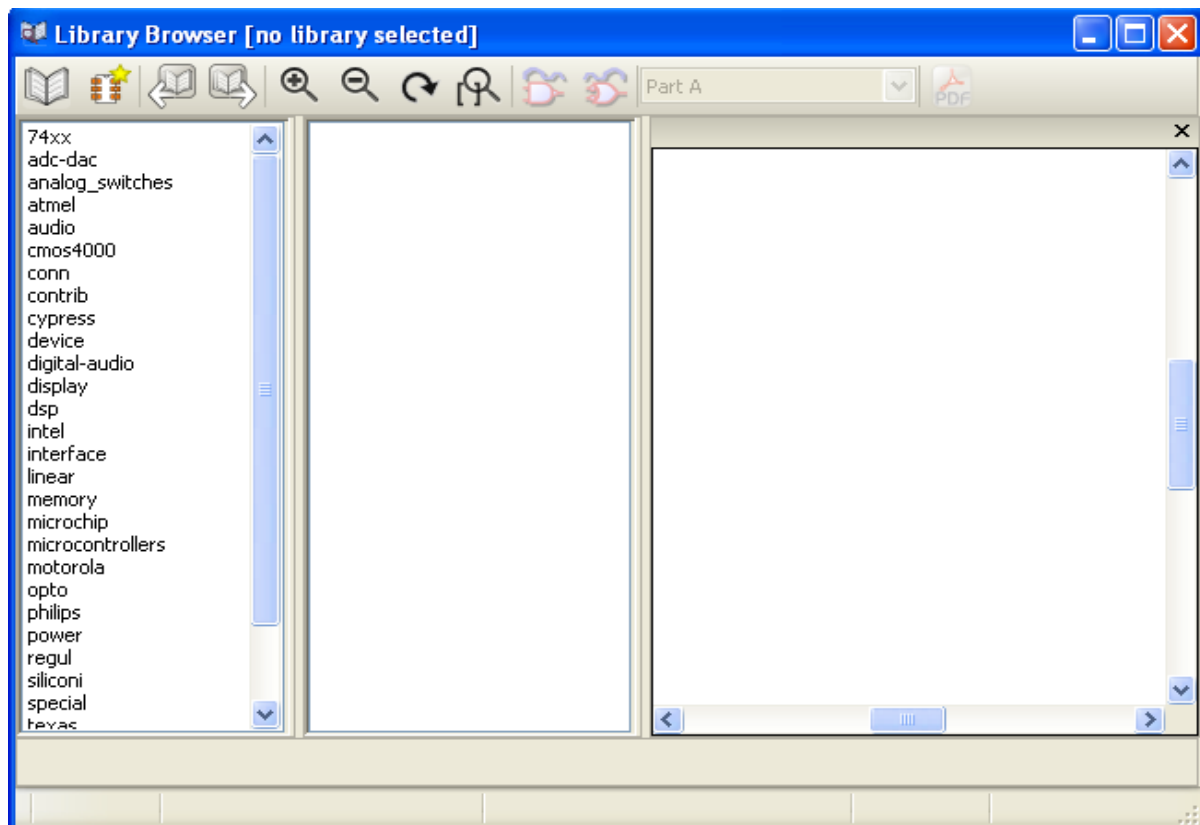 Library Browser [no library selected]
Part A
PDF
74xx
adc-dac
analog_switches
atmel
audio
cmos4000
conn
contrib
cypress
device
digital-audio
display
dsp
intel
interface
linear
memory
microchip
microcontrollers
motorola
opto
philips
power
regul
siliconi
special
texas